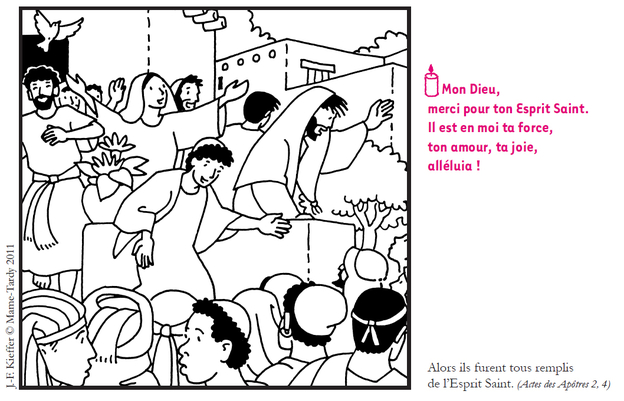 Mon Dieu,
merci pour ton Esprit Saint.
Il est en moi ta force,
ton amour, ta joie,
alléluia !
Alors ils furent tous remplis
de l'Esprit Saint. (Actes des Apôtres 2, 4)
J.-F. Kieffer © Mame-Tardy 2011